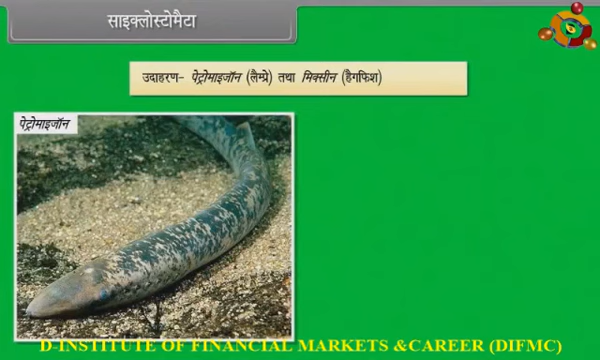 साइक्लोस्टोमैटा
उदाहरण- पेट्रोमाइजॉन (लैम्प्रे) तथा मिक्सीन (हैगफिश)
पेट्रोमाइजॉन
D-INSTITUTE OF FINANCIAL MARKETS &CAREER (DIFMC)